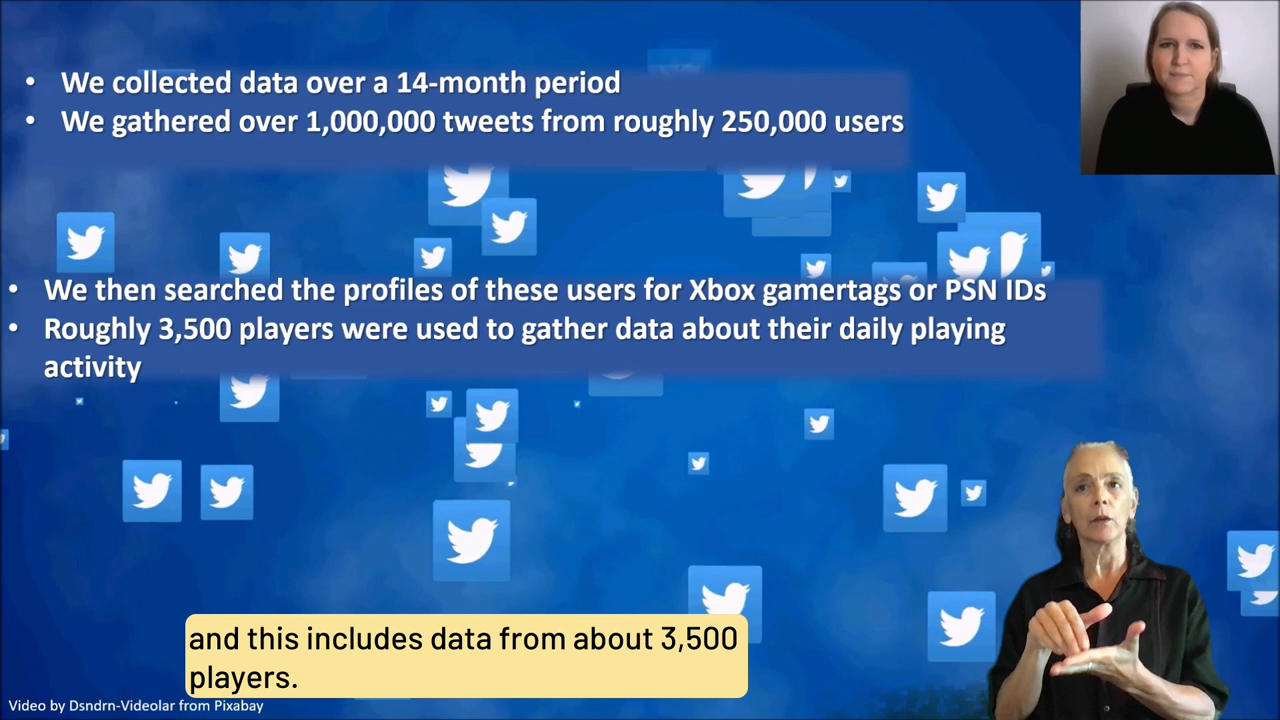 • We collected data over a 14-month period
• We gathered over 1,000,000 tweets from roughly 250,000 users
• We then searched the profiles of these users for Xbox gamertags or PSN IDs
• Roughly 3,500 players were used to gather data about their daily playing
activity
and this includes data from about 3,500
players.
Video by Dsndrn-Videolar from Pixabay